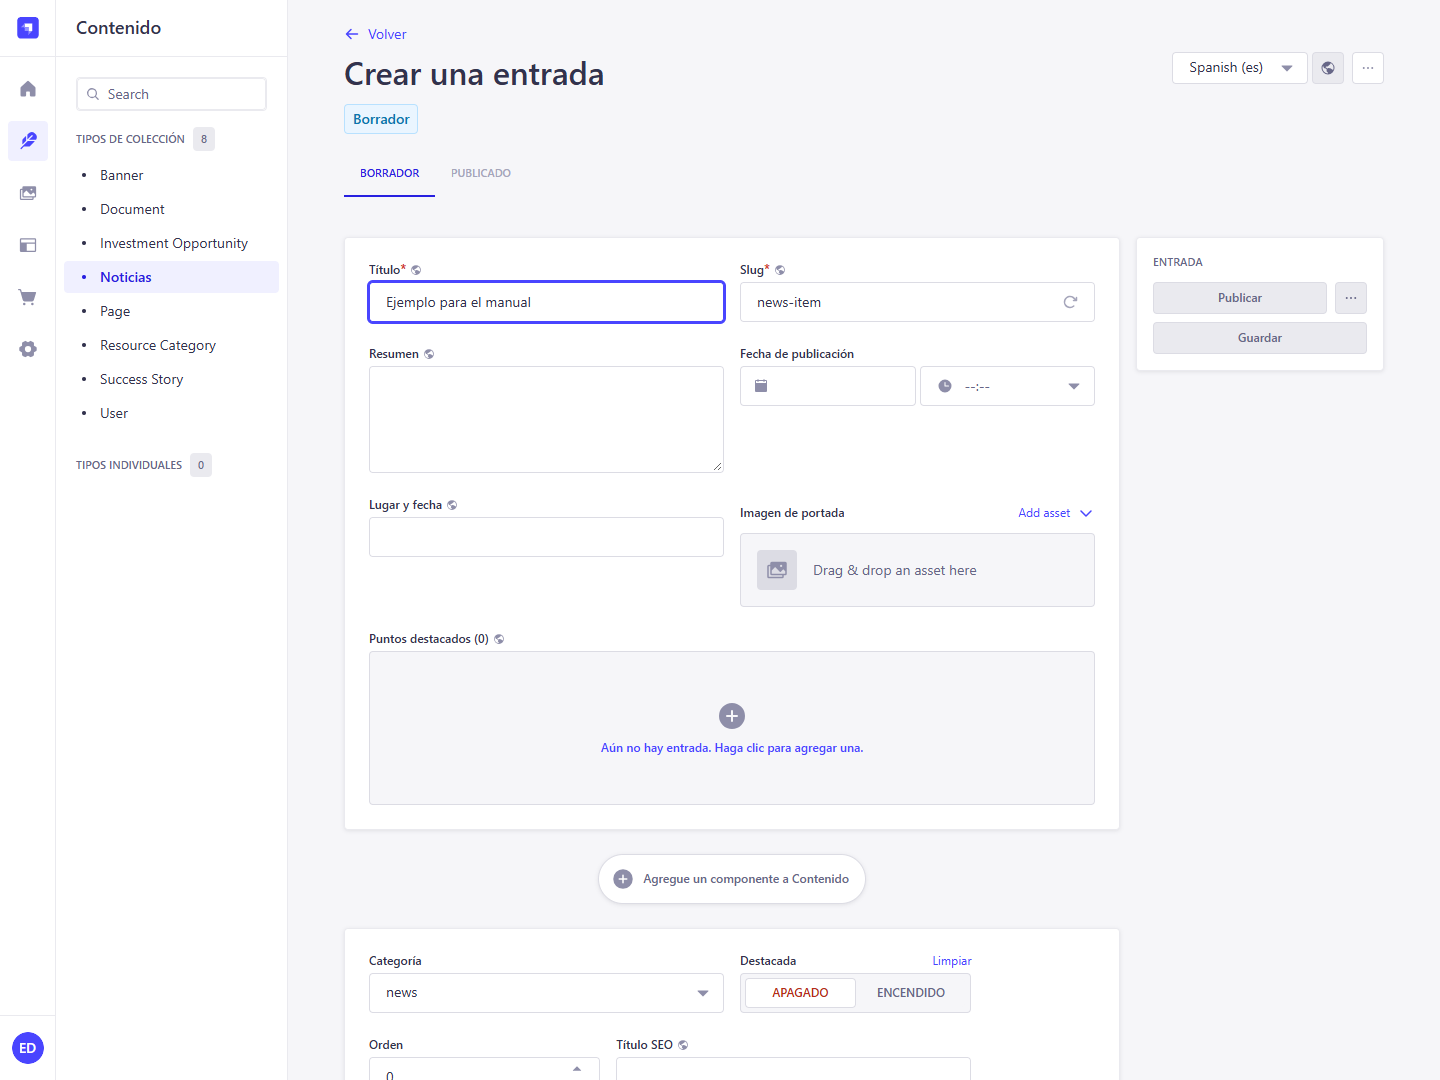 Contenido
Search
TIPOS DE COLECCIÓN 8
Banner
Document
Investment Opportunity
Noticias
Page
Resource Category
Success Story
User
TIPOS INDIVIDUALES 0
ED
Volver
Crear una entrada
Borrador
Spanish (es)
BORRADOR PUBLICADO
Título*
Ejemplo para el manual
Slug*
news-item
Resumen
Fecha de publicación
--:--
Lugar y fecha
Imagen de portada
Add asset
Drag & drop an asset here
Puntos destacados (0)
Aún no hay entrada. Haga clic para agregar una.
Agregue un componente a Contenido
Categoría
news
Destacada
Limpiar
APAGADO ENCENDIDO
Orden
0
Título SEO
ENTRADA
Publicar
Guardar